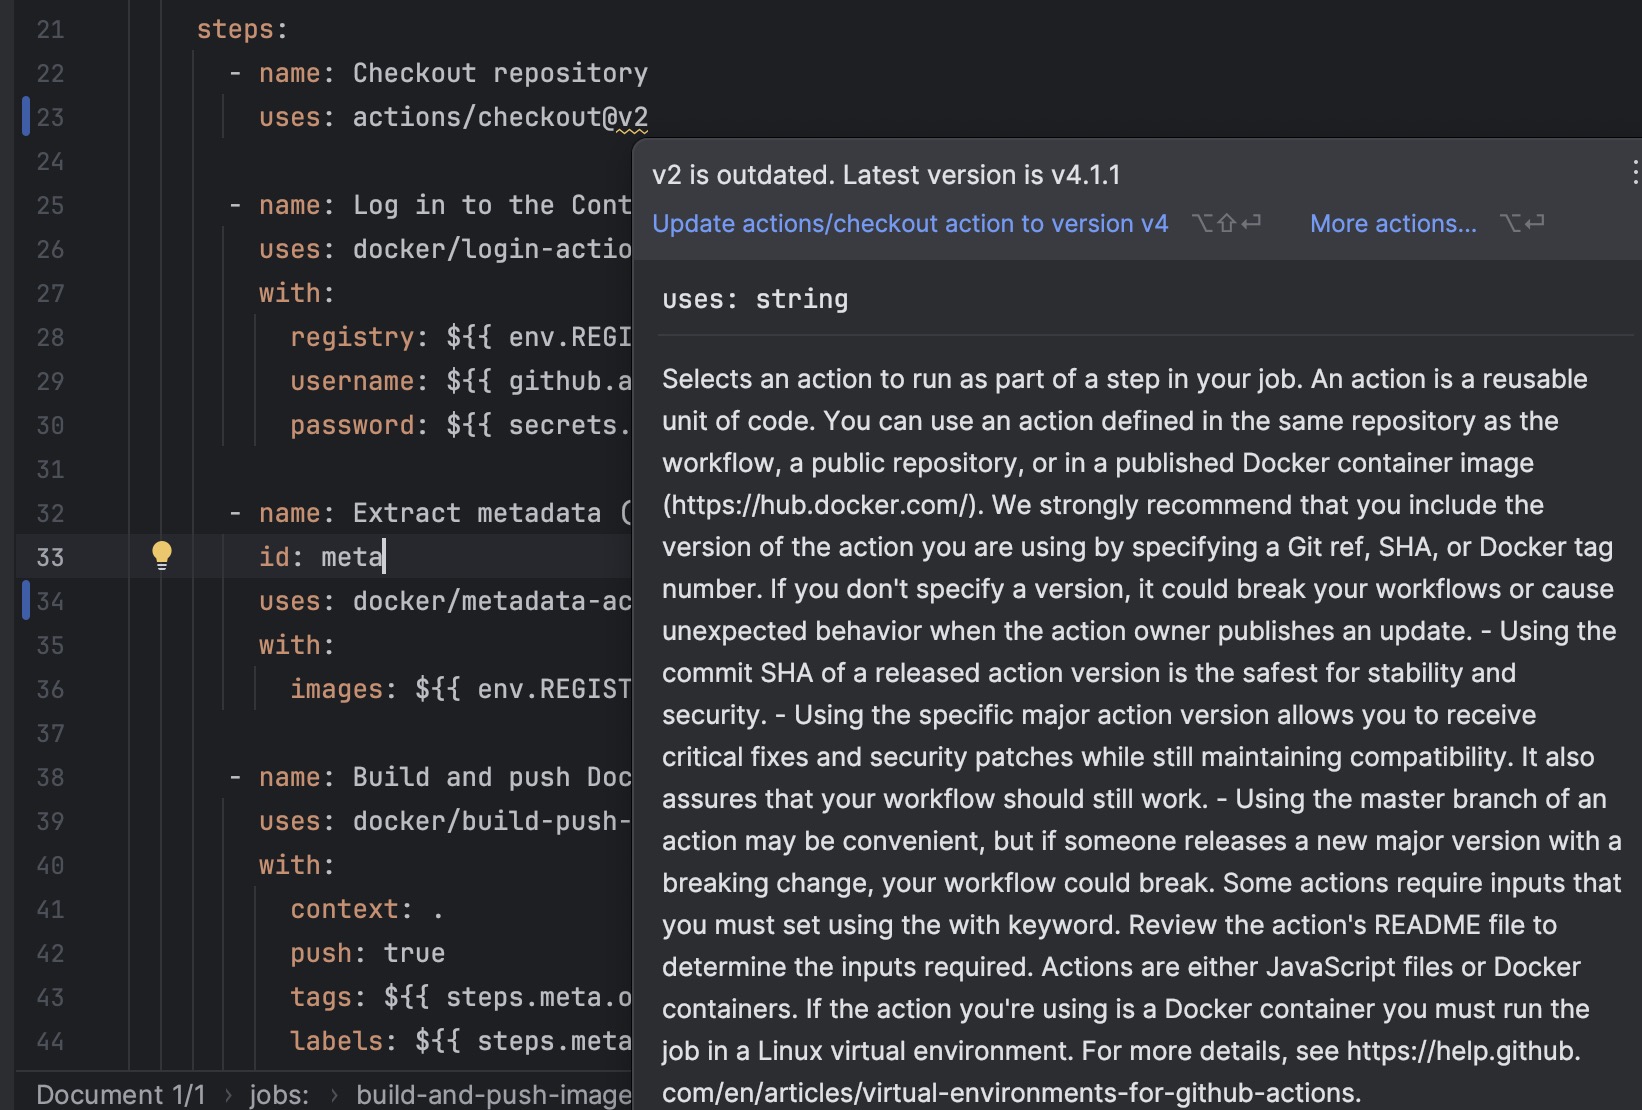 21 steps:
22 - name: Checkout repository
23 uses: actions/checkout@v2
24
25 - name: Log in to the Cont
26 uses: docker/login-actio
27 with:
28 registry: ${{ env.REGI
29 username: ${{ github.a
30 password: ${{ secrets.
31
32 - name: Extract metadata (
33 id: meta
34 uses: docker/metadata-ac
35 with:
36 images: ${{ env.REGIST
37
38 - name: Build and push Doc
39 uses: docker/build-push-
40 with:
41 context: .
42 push: true
43 tags: ${{ steps.meta.o
44 labels: ${{ steps.meta
Document 1/1 › jobs: › build-and-push-image
v2 is outdated. Latest version is v4.1.1
Update actions/checkout action to version v4 ⌥⇧⏎ More actions... ⌥⏎
uses: string
Selects an action to run as part of a step in your job. An action is a reusable
unit of code. You can use an action defined in the same repository as the
workflow, a public repository, or in a published Docker container image
(https://hub.docker.com/). We strongly recommend that you include the
version of the action you are using by specifying a Git ref, SHA, or Docker tag
number. If you don't specify a version, it could break your workflows or cause
unexpected behavior when the action owner publishes an update. - Using the
commit SHA of a released action version is the safest for stability and
security. - Using the specific major action version allows you to receive
critical fixes and security patches while still maintaining compatibility. It also
assures that your workflow should still work. - Using the master branch of an
action may be convenient, but if someone releases a new major version with a
breaking change, your workflow could break. Some actions require inputs that
you must set using the with keyword. Review the action's README file to
determine the inputs required. Actions are either JavaScript files or Docker
containers. If the action you're using is a Docker container you must run the
job in a Linux virtual environment. For more details, see https://help.github.
com/en/articles/virtual-environments-for-github-actions.